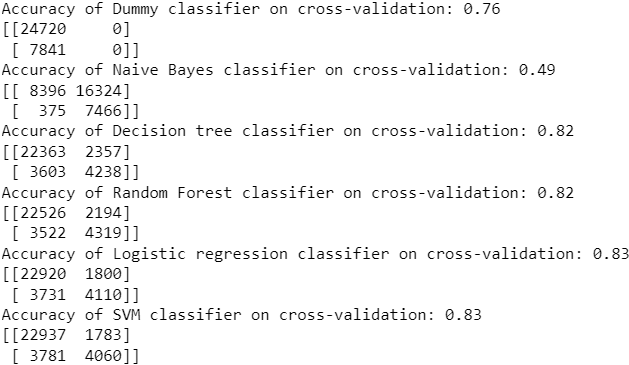 Accuracy of Dummy classifier on cross-validation: 0.76
[[24720     0]
 [ 7841     0]]
Accuracy of Naive Bayes classifier on cross-validation: 0.49
[[ 8396 16324]
 [  375  7466]]
Accuracy of Decision tree classifier on cross-validation: 0.82
[[22363  2357]
 [ 3603  4238]]
Accuracy of Random Forest classifier on cross-validation: 0.82
[[22526  2194]
 [ 3522  4319]]
Accuracy of Logistic regression classifier on cross-validation: 0.83
[[22920  1800]
 [ 3731  4110]]
Accuracy of SVM classifier on cross-validation: 0.83
[[22937  1783]
 [ 3781  4060]]